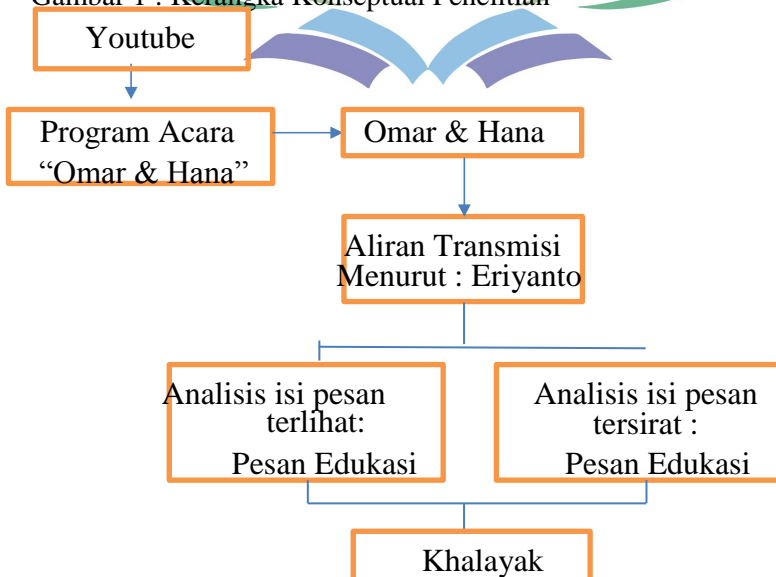 Gambar 1 : Kerangka Konseptual Penelitian
Youtube
Program Acara
“Omar & Hana”
Omar & Hana
Aliran Transmisi
Menurut : Eriyanto
Analisis isi pesan
terlihat:
Pesan Edukasi
Analisis isi pesan
tersirat :
Pesan Edukasi
Khalayak